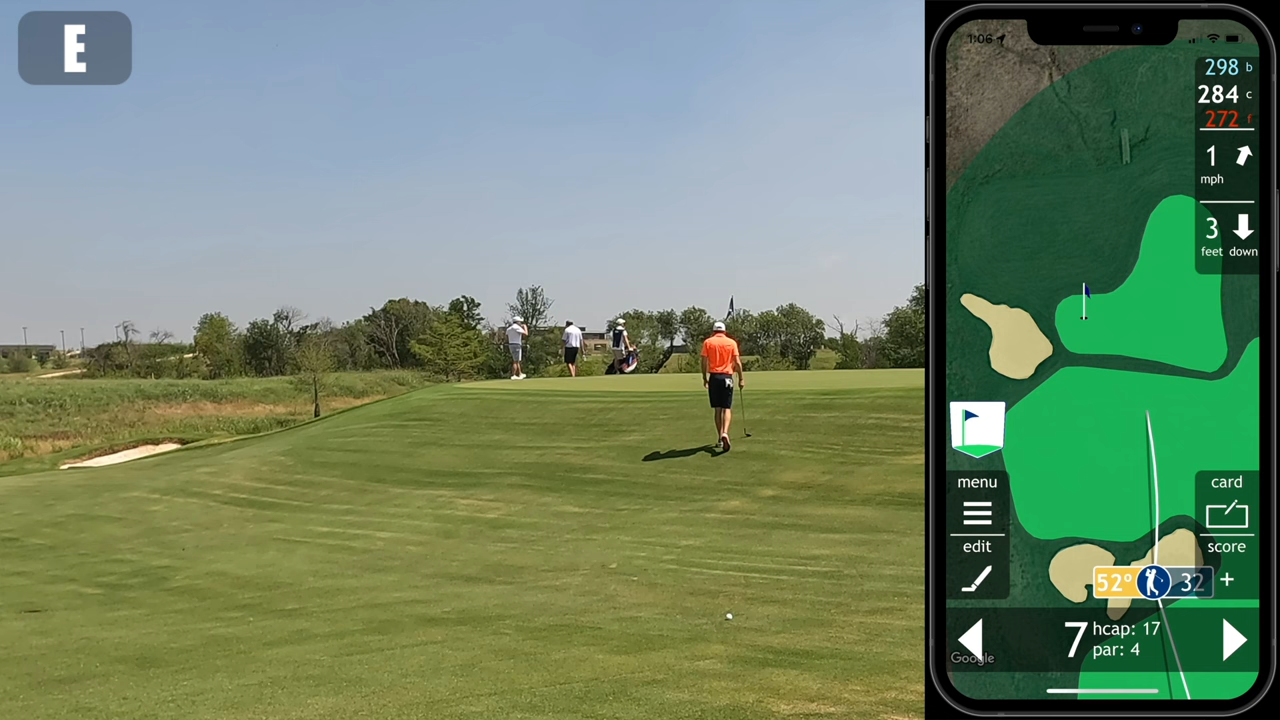 E
1:06
298 b
284 c
272 f
1
mph
3
feet down
menu
card
edit
score
52° 32 +
7
hcap: 17
par: 4
Google